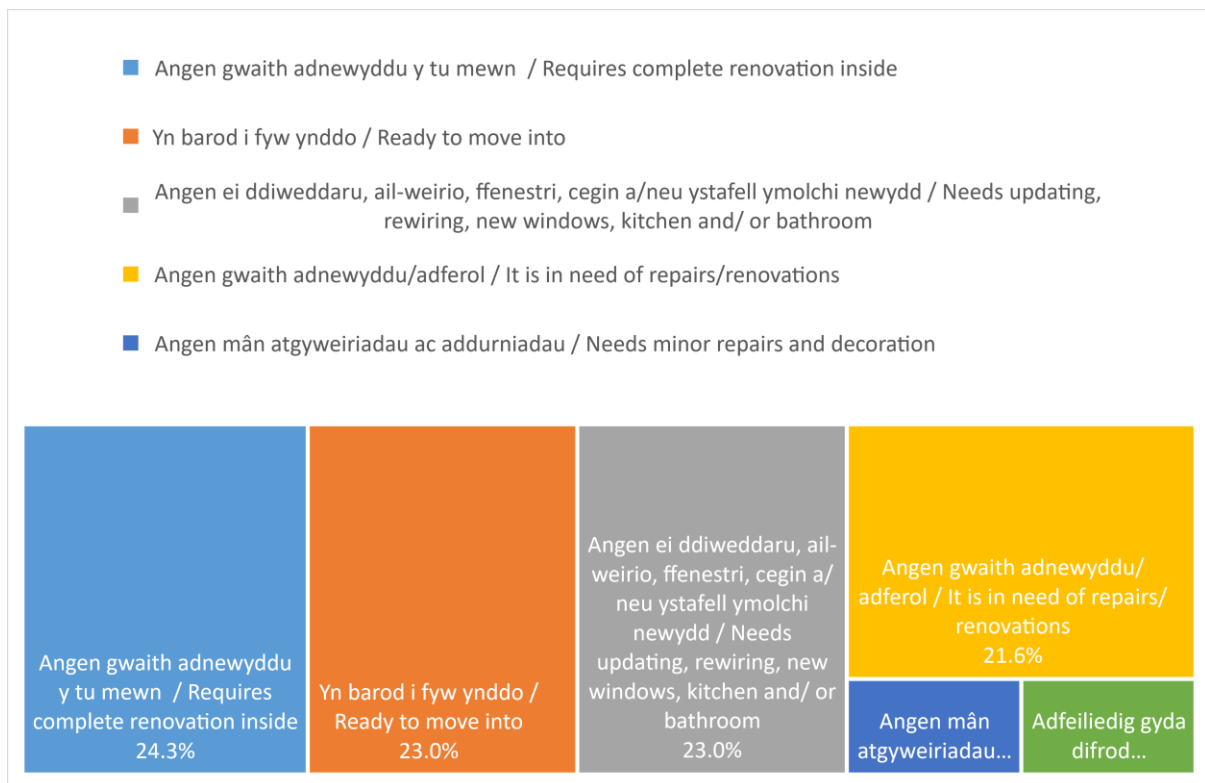 Angen gwaith adnewyddu y tu mewn / Requires complete renovation inside
Yn barod i fyw ynddo / Ready to move into
Angen ei ddiweddaru, ail-weirio, ffenestri, cegin a/neu ystafell ymolchi newydd / Needs updating,
rewiring, new windows, kitchen and/ or bathroom
Angen gwaith adnewyddu/adferol / It is in need of repairs/renovations
Angen mân atgyweiriadau ac addurniadau / Needs minor repairs and decoration
Angen gwaith adnewyddu
y tu mewn / Requires
complete renovation inside
24.3%
Yn barod i fyw ynddo /
Ready to move into
23.0%
Angen ei ddiweddaru, ail-
weirio, ffenestri, cegin a/
neu ystafell ymolchi
newydd / Needs
updating, rewiring, new
windows, kitchen and/ or
bathroom
23.0%
Angen gwaith adnewyddu/
adferol / It is in need of repairs/
renovations
21.6%
Angen mân
atgyweiriadau...
Adfeiliedig gyda
difrod...